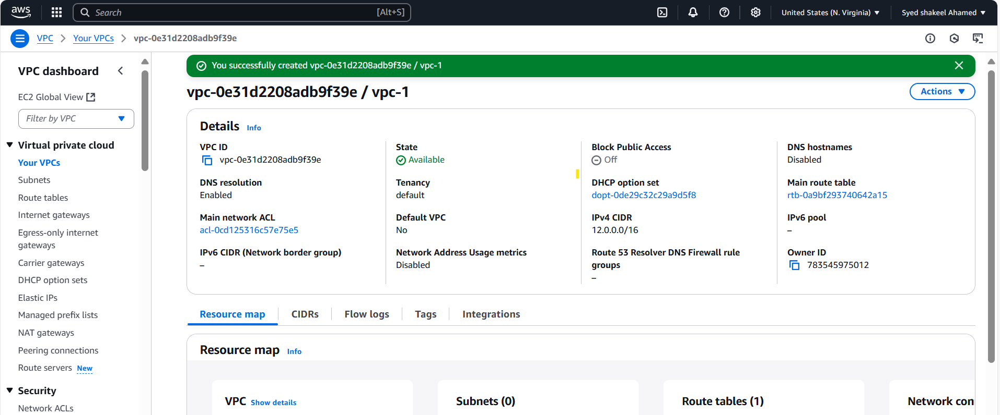 aws
Search [Alt+S]
United States (N. Virginia)
Syed shakeel Ahamed
VPC
Your VPCs
vpc-0e31d2208adb9f39e
VPC dashboard
EC2 Global View
Filter by VPC
Virtual private cloud
Your VPCs
Subnets
Route tables
Internet gateways
Egress-only internet
gateways
Carrier gateways
DHCP option sets
Elastic IPs
Managed prefix lists
NAT gateways
Peering connections
Route servers New
Security
Network ACLs
You successfully created vpc-0e31d2208adb9f39e / vpc-1
vpc-0e31d2208adb9f39e / vpc-1
Actions
Details Info
VPC ID
vpc-0e31d2208adb9f39e
State
Available
Block Public Access
Off
DNS hostnames
Disabled
DNS resolution
Enabled
Tenancy
default
DHCP option set
dopt-0de29c32c29a9d5f8
Main route table
rtb-0a9bf293740642a15
Main network ACL
acl-0cd125316c57e75e5
Default VPC
No
IPv4 CIDR
12.0.0.0/16
IPv6 pool
–
IPv6 CIDR (Network border group)
–
Network Address Usage metrics
Disabled
Route 53 Resolver DNS Firewall rule
groups
–
Owner ID
783545975012
Resource map
CIDRs
Flow logs
Tags
Integrations
Resource map Info
VPC Show details
Subnets (0)
Route tables (1)
Network con